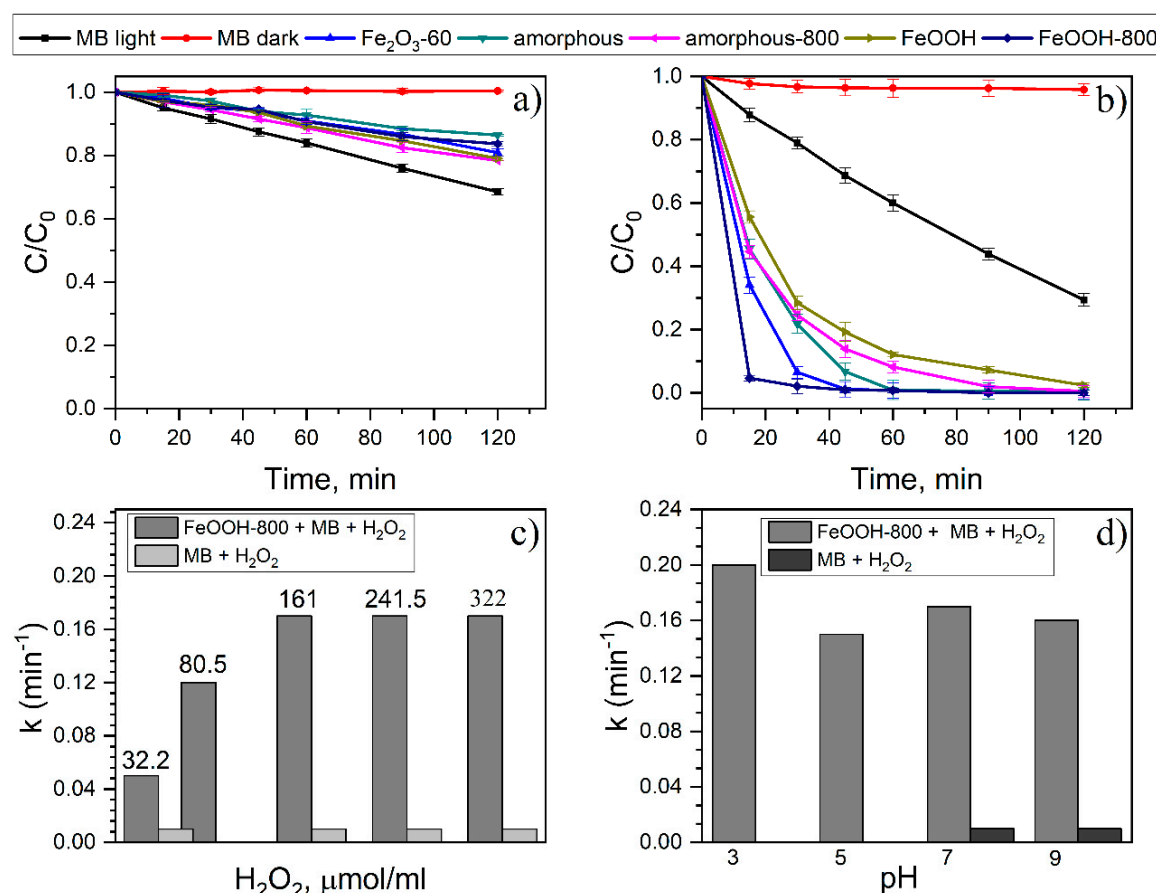 MB light MB dark Fe₂O₃-60 amorphous amorphous-800 FeOOH FeOOH-800
a)
1.0
0.8
0.6
0.4
0.2
0.0
C/C₀
0 20 40 60 80 100 120
Time, min
b)
1.0
0.8
0.6
0.4
0.2
0.0
C/C₀
0 20 40 60 80 100 120
Time, min
c)
FeOOH-800 + MB + H₂O₂
MB + H₂O₂
0.24
0.20
0.16
0.12
0.08
0.04
0.00
k (min⁻¹)
32.2 80.5 161 241.5 322
H₂O₂, μmol/ml
d)
FeOOH-800 + MB + H₂O₂
MB + H₂O₂
0.24
0.20
0.16
0.12
0.08
0.04
0.00
k (min⁻¹)
3 5 7 9
pH